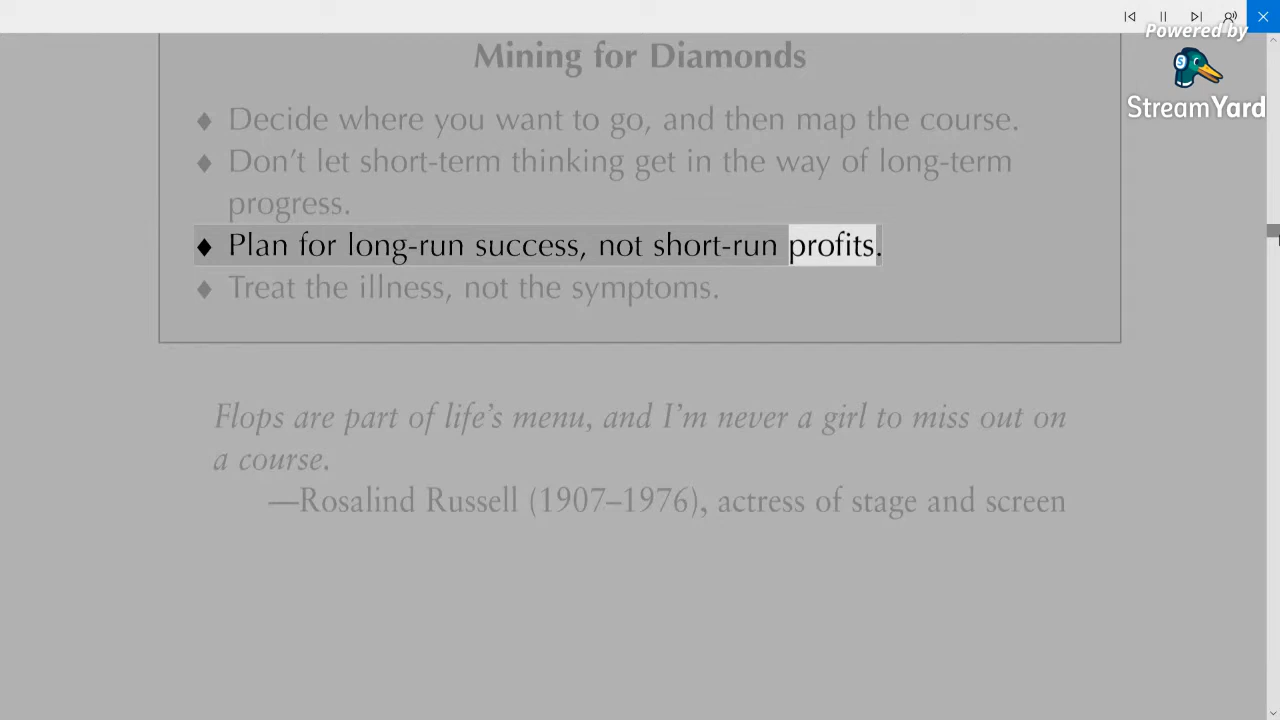 Powered by
StreamYard
Mining for Diamonds
♦ Decide where you want to go, and then map the course.
♦ Don’t let short-term thinking get in the way of long-term
progress.
♦ Plan for long-run success, not short-run profits.
♦ Treat the illness, not the symptoms.
Flops are part of life’s menu, and I’m never a girl to miss out on
a course.
—Rosalind Russell (1907–1976), actress of stage and screen